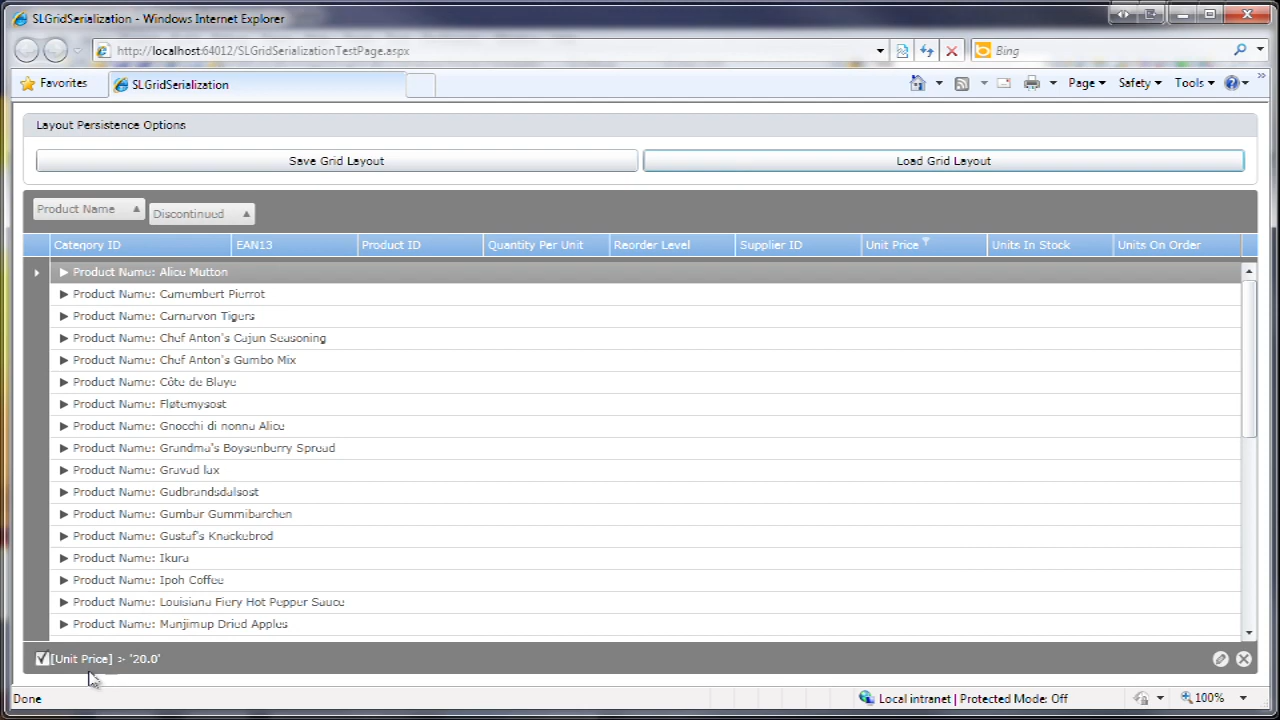 SLGridSerialization - Windows Internet Explorer
http://localhost:64012/SLGridSerializationTestPage.aspx
Bing
Favorites
SLGridSerialization
Page
Safety
Tools
Layout Persistence Options
Save Grid Layout
Load Grid Layout
Product Name
Discontinued
Category ID
EAN13
Product ID
Quantity Per Unit
Reorder Level
Supplier ID
Unit Price
Units In Stock
Units On Order
Product Name: Alice Mutton
Product Name: Camembert Pierrot
Product Name: Carnarvon Tigers
Product Name: Chef Anton's Cajun Seasoning
Product Name: Chef Anton's Gumbo Mix
Product Name: Côte de Blaye
Product Name: Fløtemysost
Product Name: Gnocchi di nonna Alice
Product Name: Grandma's Boysenberry Spread
Product Name: Gravad lax
Product Name: Gudbrandsdalsost
Product Name: Gumbär Gummibärchen
Product Name: Gustaf's Knäckebröd
Product Name: Ikura
Product Name: Ipoh Coffee
Product Name: Louisiana Fiery Hot Pepper Sauce
Product Name: Manjimup Dried Apples
[Unit Price] > '20.0'
Done
Local intranet | Protected Mode: Off
100%